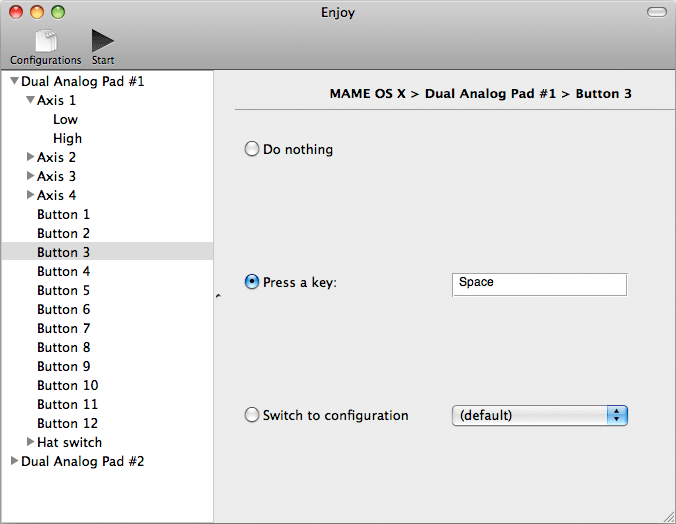 Enjoy
Configurations
Start
Dual Analog Pad #1
Axis 1
Low
High
Axis 2
Axis 3
Axis 4
Button 1
Button 2
Button 3
Button 4
Button 5
Button 6
Button 7
Button 8
Button 9
Button 10
Button 11
Button 12
Hat switch
Dual Analog Pad #2
MAME OS X > Dual Analog Pad #1 > Button 3
Do nothing
Press a key: Space
Switch to configuration (default)